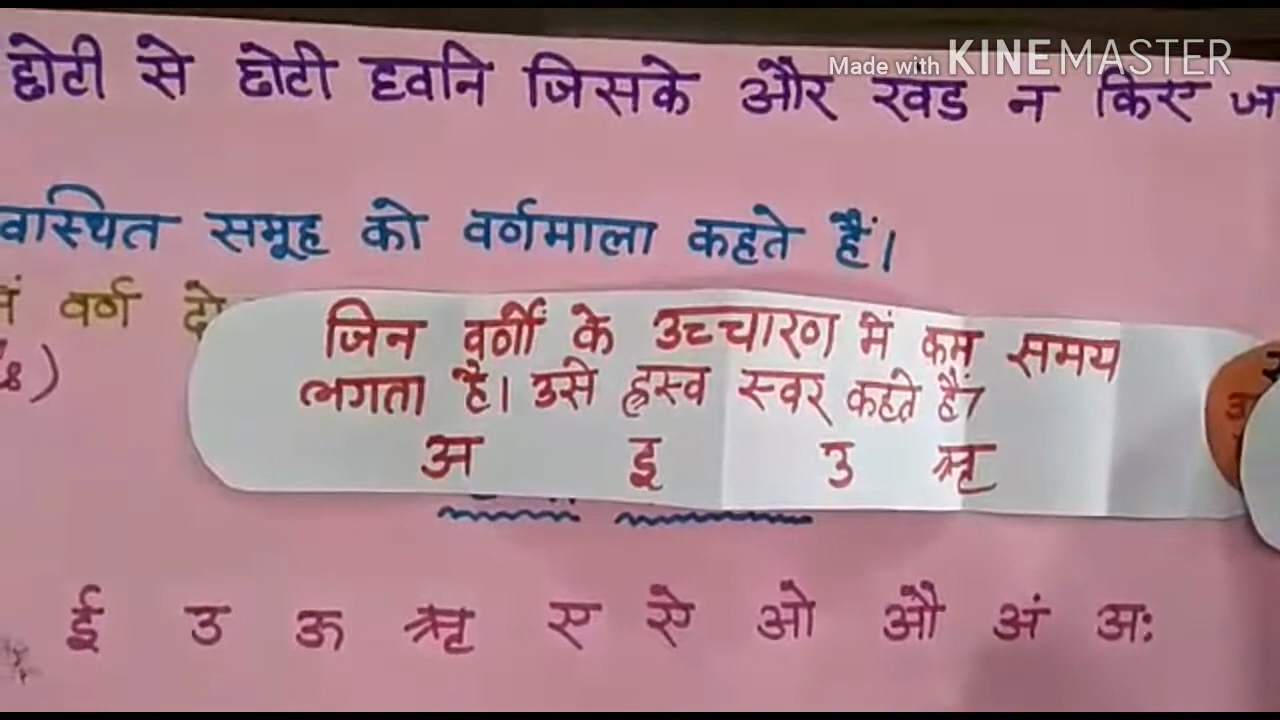 Made with KINEMASTER
छोटी से छोटी ध्वनि जिसके और खंड न किए
समूह को वर्णमाला कहते हैं।
वर्ण
जिन वर्णों के उच्चारण में कम समय
लगता है। उसे ह्रस्व स्वर कहते हैं
अ इ उ ऋ
ई उ ऊ ऋ ए ऐ ओ औ अं अः